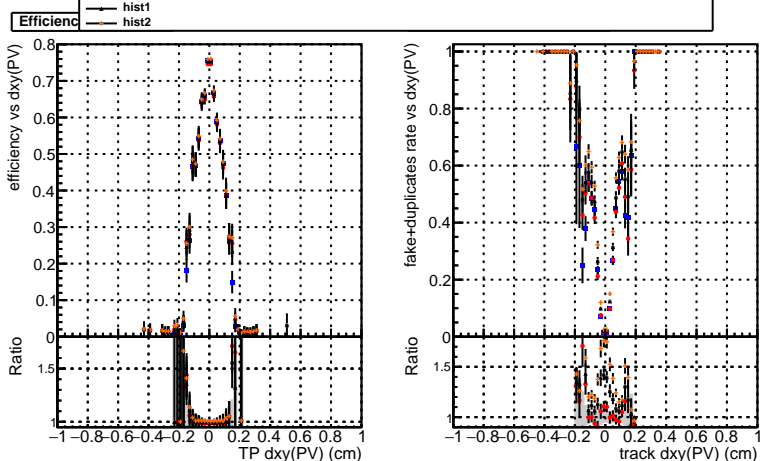 hist1
Efficienc hist2
efficiency vs dxy(PV)
0.8
0.7
0.6
0.5
0.4
0.3
0.2
0.1
0
Ratio
0
1.5
1
−1 −0.8 −0.6 −0.4 −0.2 0 0.2 0.4 0.6 0.8 1
TP dxy(PV) (cm)
fake+duplicates rate vs dxy(PV)
1
0.8
0.6
0.4
0.2
0
Ratio
0
1.5
1
−1 −0.8 −0.6 −0.4 −0.2 0 0.2 0.4 0.6 0.8 1
track dxy(PV) (cm)